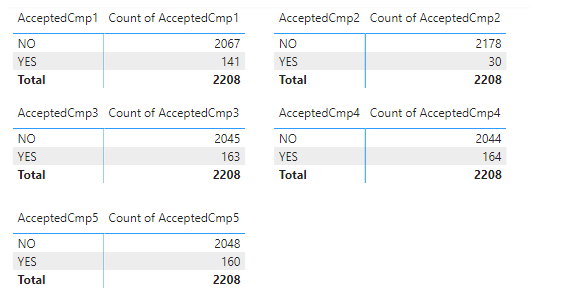 AcceptedCmp1 Count of AcceptedCmp1
NO 2067
YES 141
Total 2208
AcceptedCmp2 Count of AcceptedCmp2
NO 2178
YES 30
Total 2208
AcceptedCmp3 Count of AcceptedCmp3
NO 2045
YES 163
Total 2208
AcceptedCmp4 Count of AcceptedCmp4
NO 2044
YES 164
Total 2208
AcceptedCmp5 Count of AcceptedCmp5
NO 2048
YES 160
Total 2208